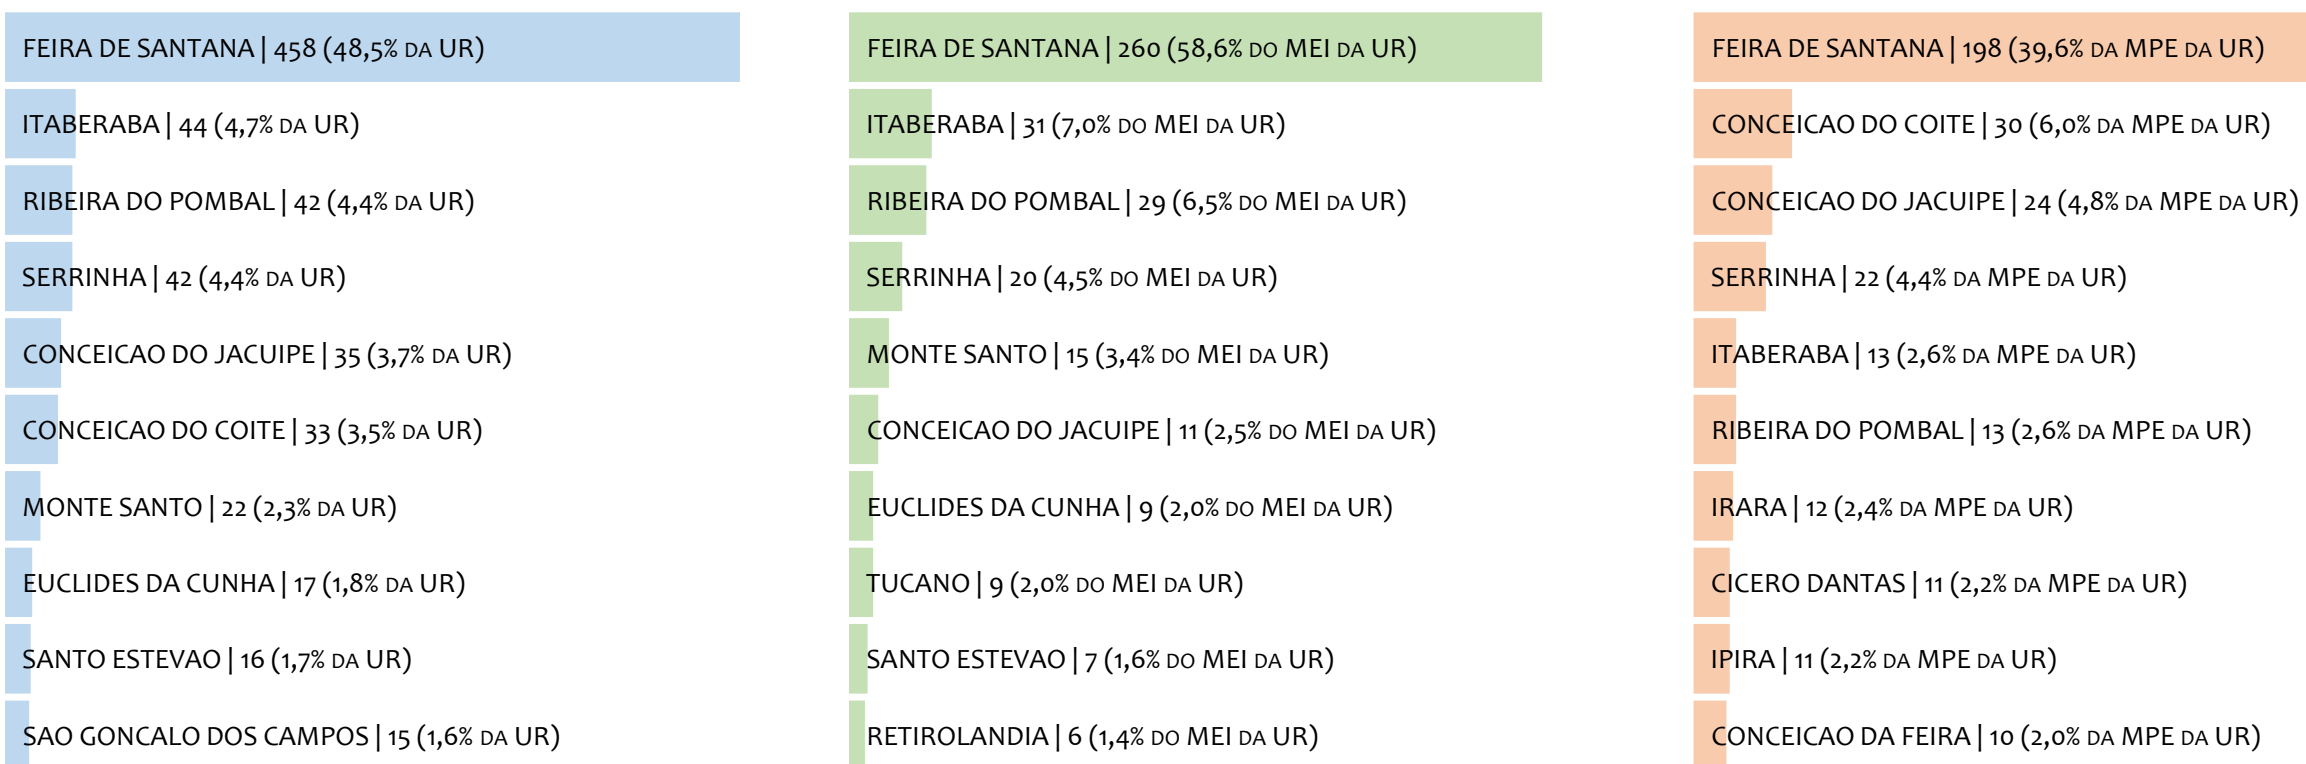 FEIRA DE SANTANA | 458 (48,5% DA UR)
ITABERABA | 44 (4,7% DA UR)
RIBEIRA DO POMBAL | 42 (4,4% DA UR)
SERRINHA | 42 (4,4% DA UR)
CONCEICAO DO JACUIPE | 35 (3,7% DA UR)
CONCEICAO DO COITE | 33 (3,5% DA UR)
MONTE SANTO | 22 (2,3% DA UR)
EUCLIDES DA CUNHA | 17 (1,8% DA UR)
SANTO ESTEVAO | 16 (1,7% DA UR)
SAO GONCALO DOS CAMPOS | 15 (1,6% DA UR)
FEIRA DE SANTANA | 260 (58,6% DO MEI DA UR)
ITABERABA | 31 (7,0% DO MEI DA UR)
RIBEIRA DO POMBAL | 29 (6,5% DO MEI DA UR)
SERRINHA | 20 (4,5% DO MEI DA UR)
MONTE SANTO | 15 (3,4% DO MEI DA UR)
CONCEICAO DO JACUIPE | 11 (2,5% DO MEI DA UR)
EUCLIDES DA CUNHA | 9 (2,0% DO MEI DA UR)
TUCANO | 9 (2,0% DO MEI DA UR)
SANTO ESTEVAO | 7 (1,6% DO MEI DA UR)
RETIROLANDIA | 6 (1,4% DO MEI DA UR)
FEIRA DE SANTANA | 198 (39,6% DA MPE DA UR)
CONCEICAO DO COITE | 30 (6,0% DA MPE DA UR)
CONCEICAO DO JACUIPE | 24 (4,8% DA MPE DA UR)
SERRINHA | 22 (4,4% DA MPE DA UR)
ITABERABA | 13 (2,6% DA MPE DA UR)
RIBEIRA DO POMBAL | 13 (2,6% DA MPE DA UR)
IRARA | 12 (2,4% DA MPE DA UR)
CICERO DANTAS | 11 (2,2% DA MPE DA UR)
IPIRA | 11 (2,2% DA MPE DA UR)
CONCEICAO DA FEIRA | 10 (2,0% DA MPE DA UR)